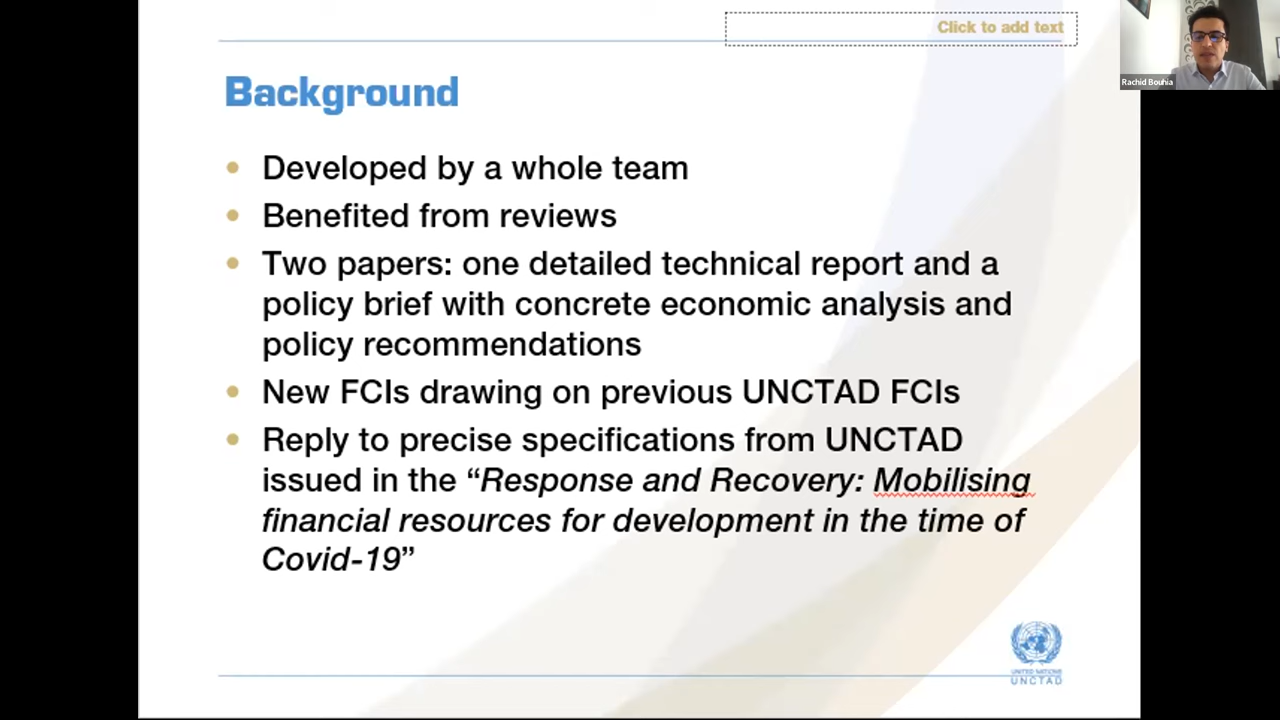 Click to add text
Rachid Bouhia
Background
• Developed by a whole team
• Benefited from reviews
• Two papers: one detailed technical report and a
policy brief with concrete economic analysis and
policy recommendations
• New FCIs drawing on previous UNCTAD FCIs
• Reply to precise specifications from UNCTAD
issued in the “Response and Recovery: Mobilising
financial resources for development in the time of
Covid-19”
UNITED NATIONS
UNCTAD